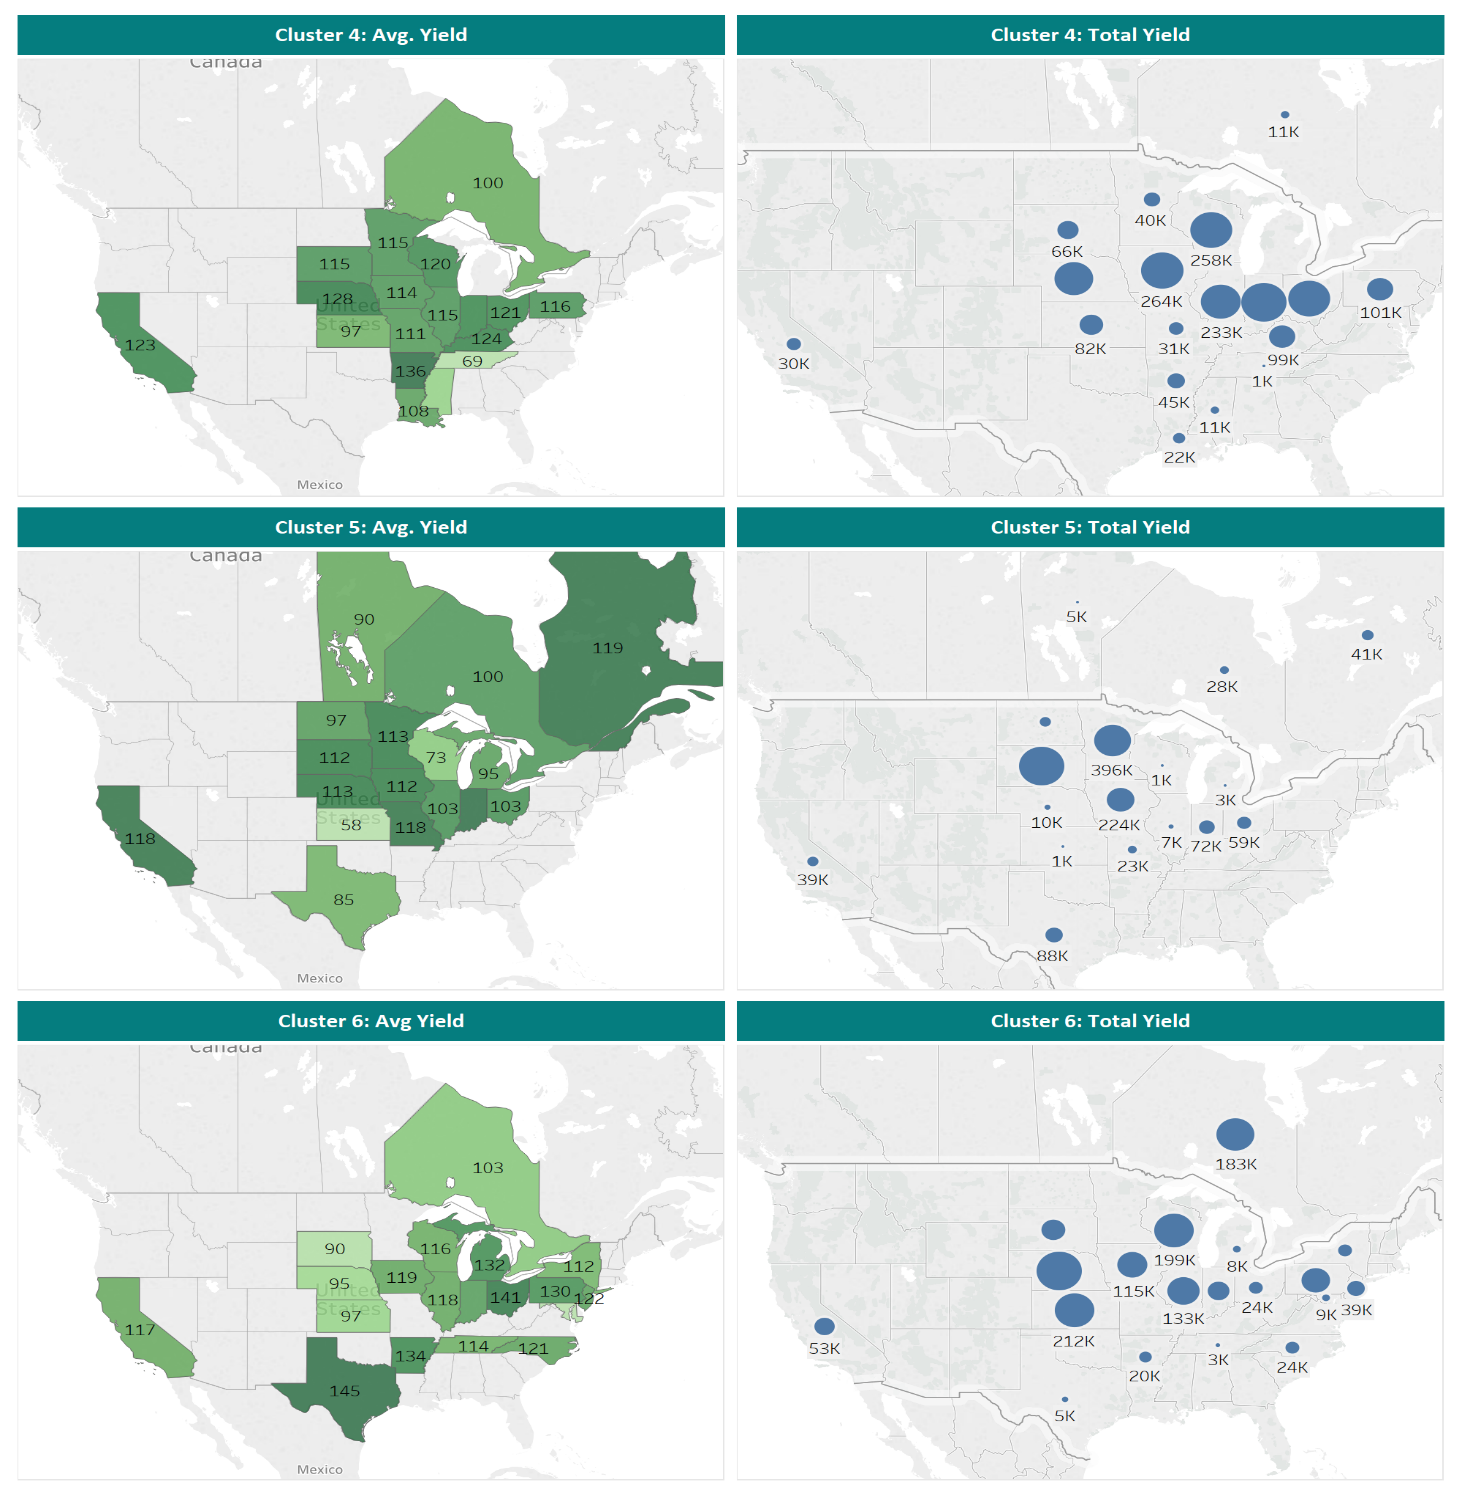 Cluster 4: Avg. Yield
Cluster 4: Total Yield
Canada
100
115
115
120
128
114
United
States
97
115
121
116
111
124
123
136
69
108
Mexico
11K
40K
66K
258K
264K
233K
101K
82K
31K
99K
30K
1K
45K
11K
22K
Cluster 5: Avg. Yield
Cluster 5: Total Yield
Canada
90
119
100
97
113
112
73
95
113
112
United
States
103
103
58
118
118
85
Mexico
5K
41K
28K
396K
1K
3K
10K
224K
7K
72K
59K
1K
23K
39K
88K
Cluster 6: Avg Yield
Cluster 6: Total Yield
Canada
103
90
116
132
112
95
119
United
States
130
122
97
118
141
117
114
121
134
145
Mexico
183K
199K
8K
115K
133K
24K
9K
39K
212K
53K
3K
24K
20K
5K